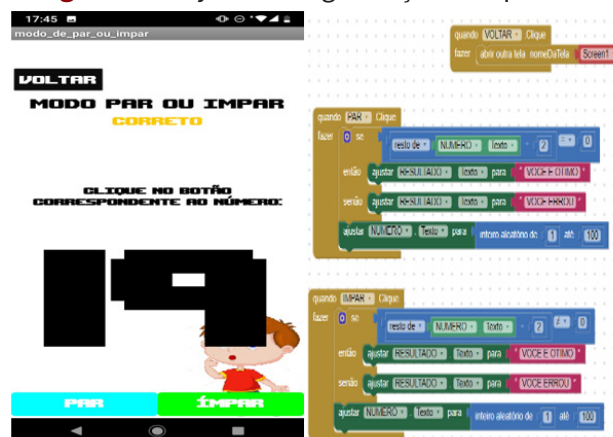 17:45
modo_de_par_ou_impar
VOLTAR
MODO PAR OU IMPAR
CORRETO
CLIQUE NO BOTÃO
CORRESPONDENTE AO NÚMERO:
19
PAR
ÍMPAR
quando VOLTAR Clique
fazer abrir outra tela nomeDaTela Screen1
quando PAR Clique
fazer se resto de NUMERO Texto 2 = 0
então ajustar RESULTADO . Texto para " VOCE E OTIMO "
senão ajustar RESULTADO . Texto para " VOCE ERROU "
ajustar NUMERO . Texto para inteiro aleatório de 1 até 100
quando IMPAR Clique
fazer se resto de NUMERO Texto 2 ≠ 0
então ajustar RESULTADO . Texto para " VOCE E OTIMO "
senão ajustar RESULTADO . Texto para " VOCE ERROU "
ajustar NUMERO . Texto para inteiro aleatório de 1 até 100